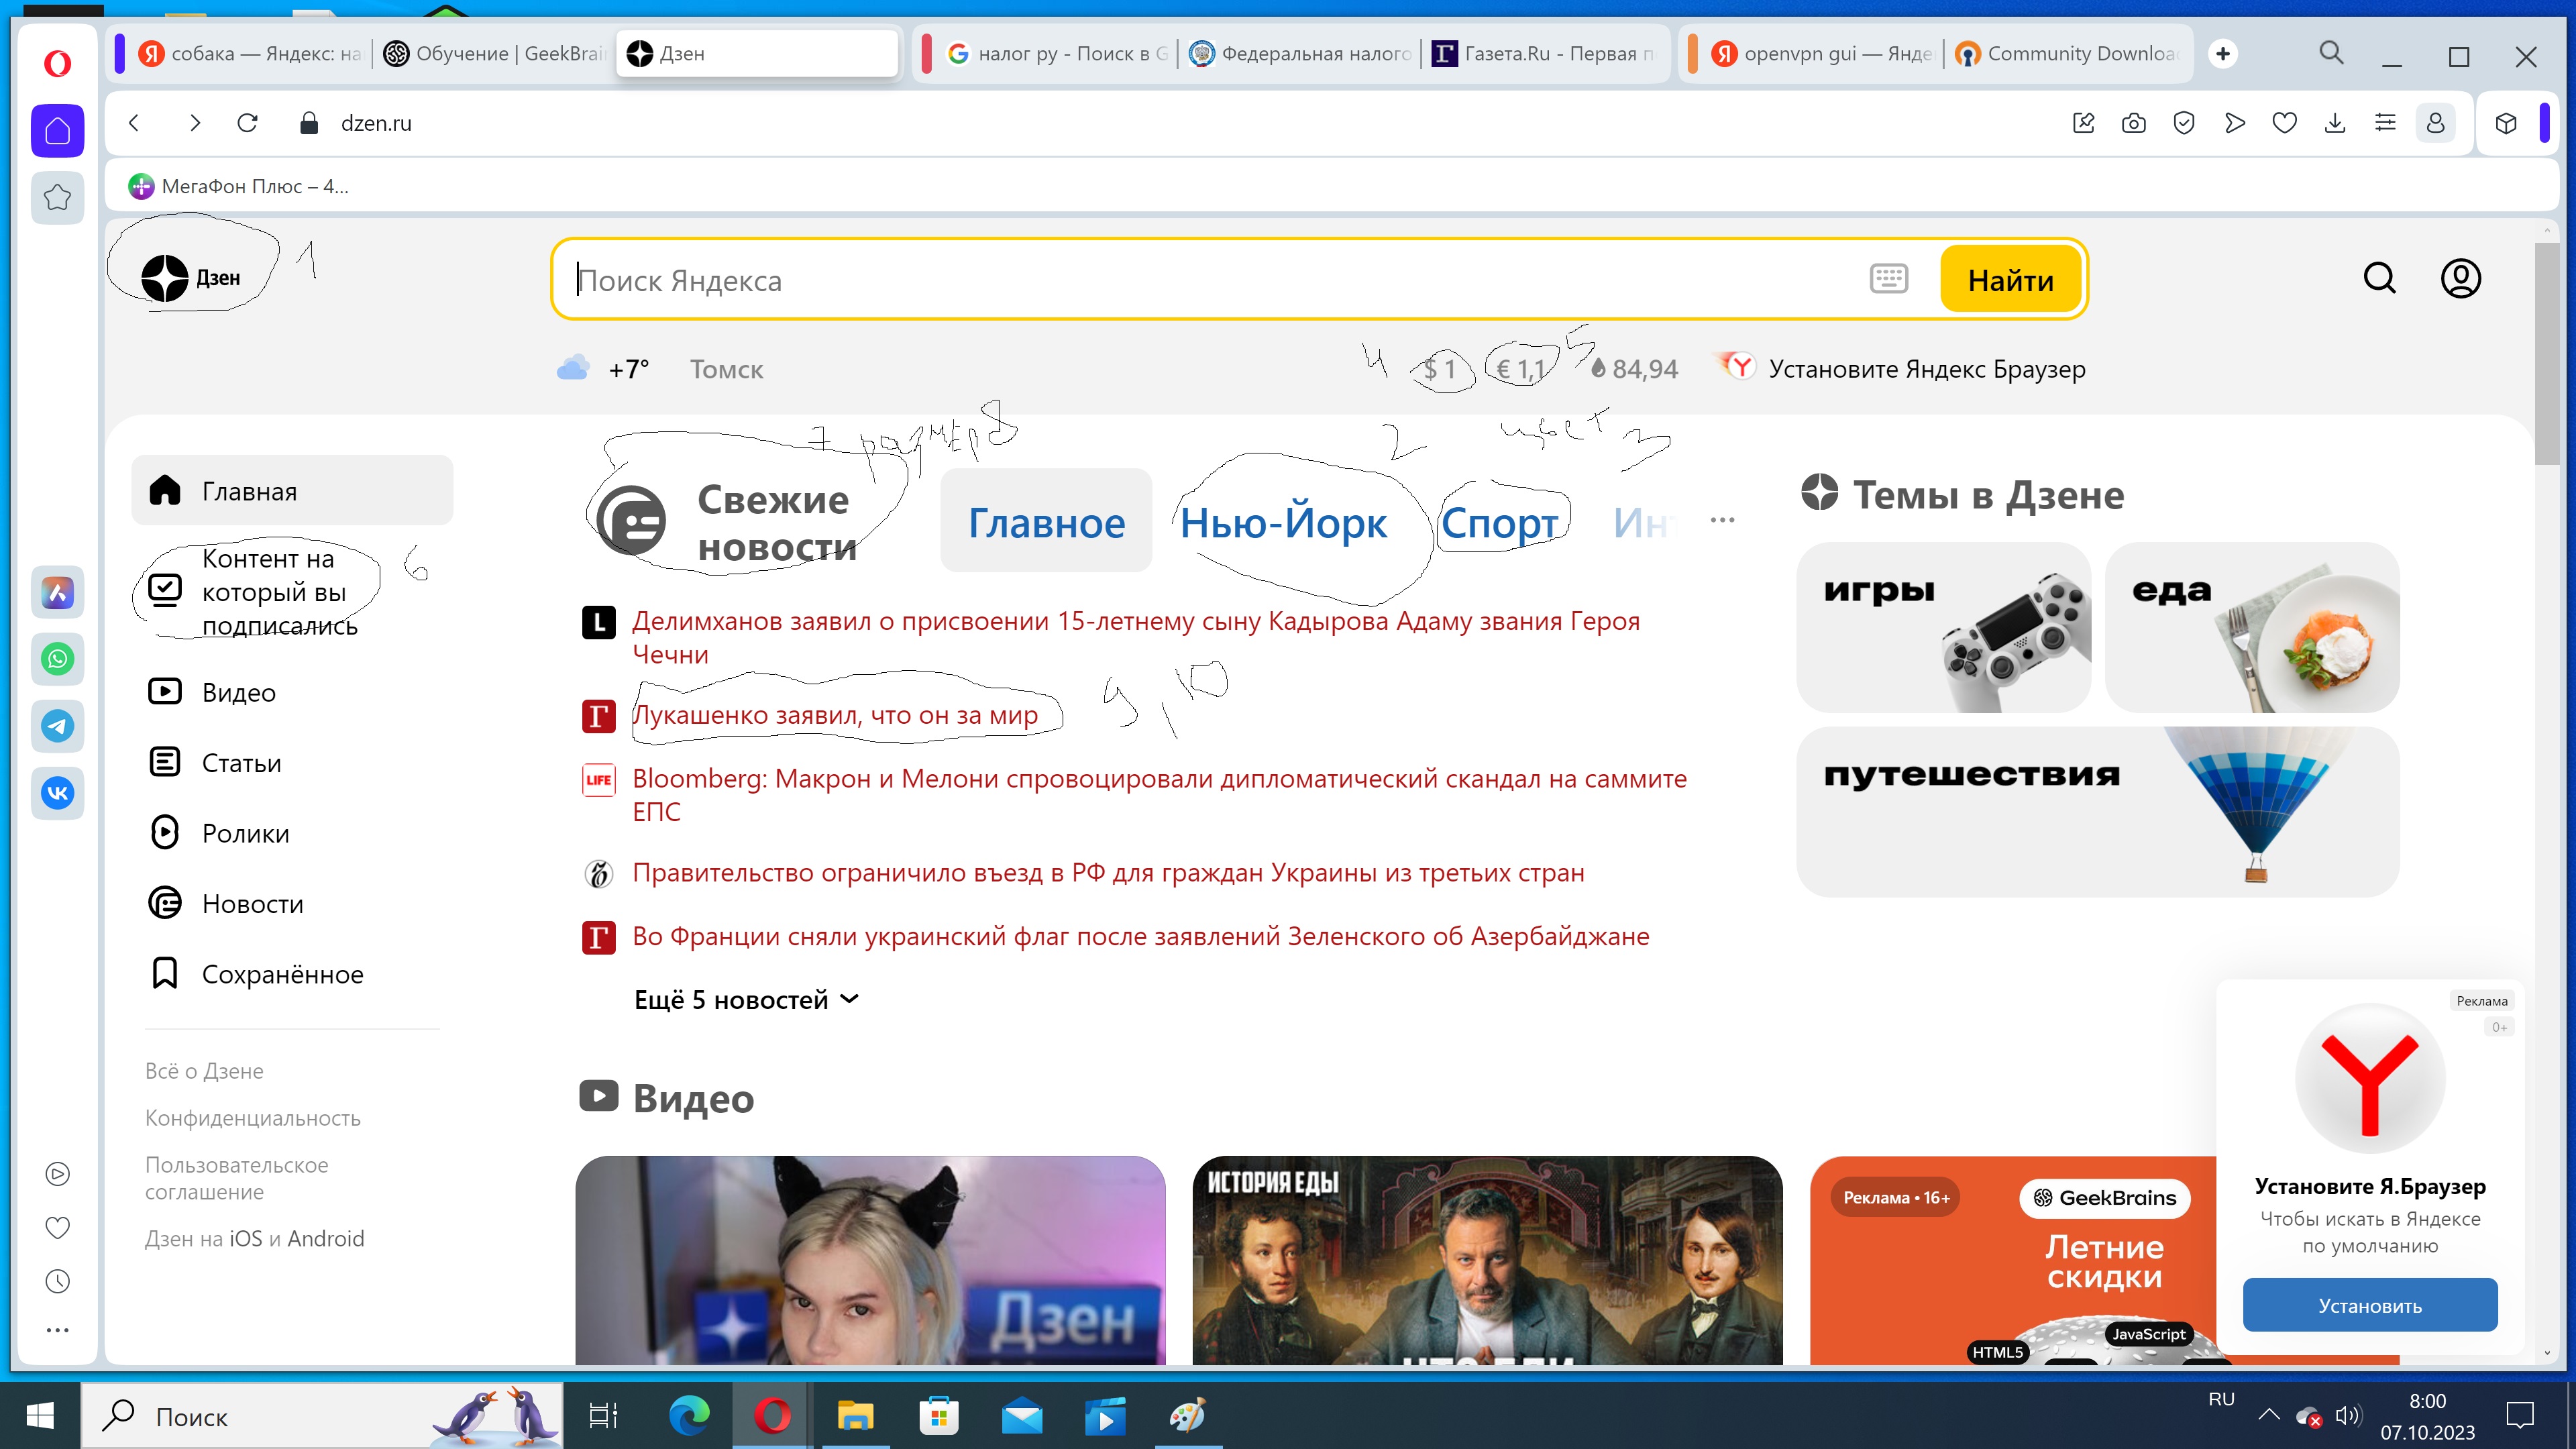 собака — Яндекс: на
Обучение | GeekBrai
Дзен
налог ру - Поиск в G
Федеральная налого
Газета.Ru - Первая п
openvpn gui — Янде
Community Downloa
dzen.ru
МегаФон Плюс – 4...
Дзен
1
Поиск Яндекса
Найти
+7°
Томск
4
$ 1
€ 1,1
5
84,94
Установите Яндекс Браузер
7 размер 8
2
цвет 3
Главная
Контент на
который вы
подписались
6
Видео
Статьи
Ролики
Новости
Сохранённое
Всё о Дзене
Конфиденциальность
Пользовательское
соглашение
Дзен на iOS и Android
Свежие
новости
Главное
Нью-Йорк
Спорт
Инт
L
Делимханов заявил о присвоении 15-летнему сыну Кадырова Адаму звания Героя
Чечни
Г
Лукашенко заявил, что он за мир
9,10
LIFE
Bloomberg: Макрон и Мелони спровоцировали дипломатический скандал на саммите
ЕПС
Правительство ограничило въезд в РФ для граждан Украины из третьих стран
Г
Во Франции сняли украинский флаг после заявлений Зеленского об Азербайджане
Ещё 5 новостей
Темы в Дзене
игры
еда
путешествия
Видео
Дзен
ИСТОРИЯ ЕДЫ
ЧТО ЕЛИ
Реклама • 16+
GeekBrains
Летние
скидки
JavaScript
HTML5
Реклама
0+
Установите Я.Браузер
Чтобы искать в Яндексе
по умолчанию
Установить
Поиск
RU
8:00
07.10.2023